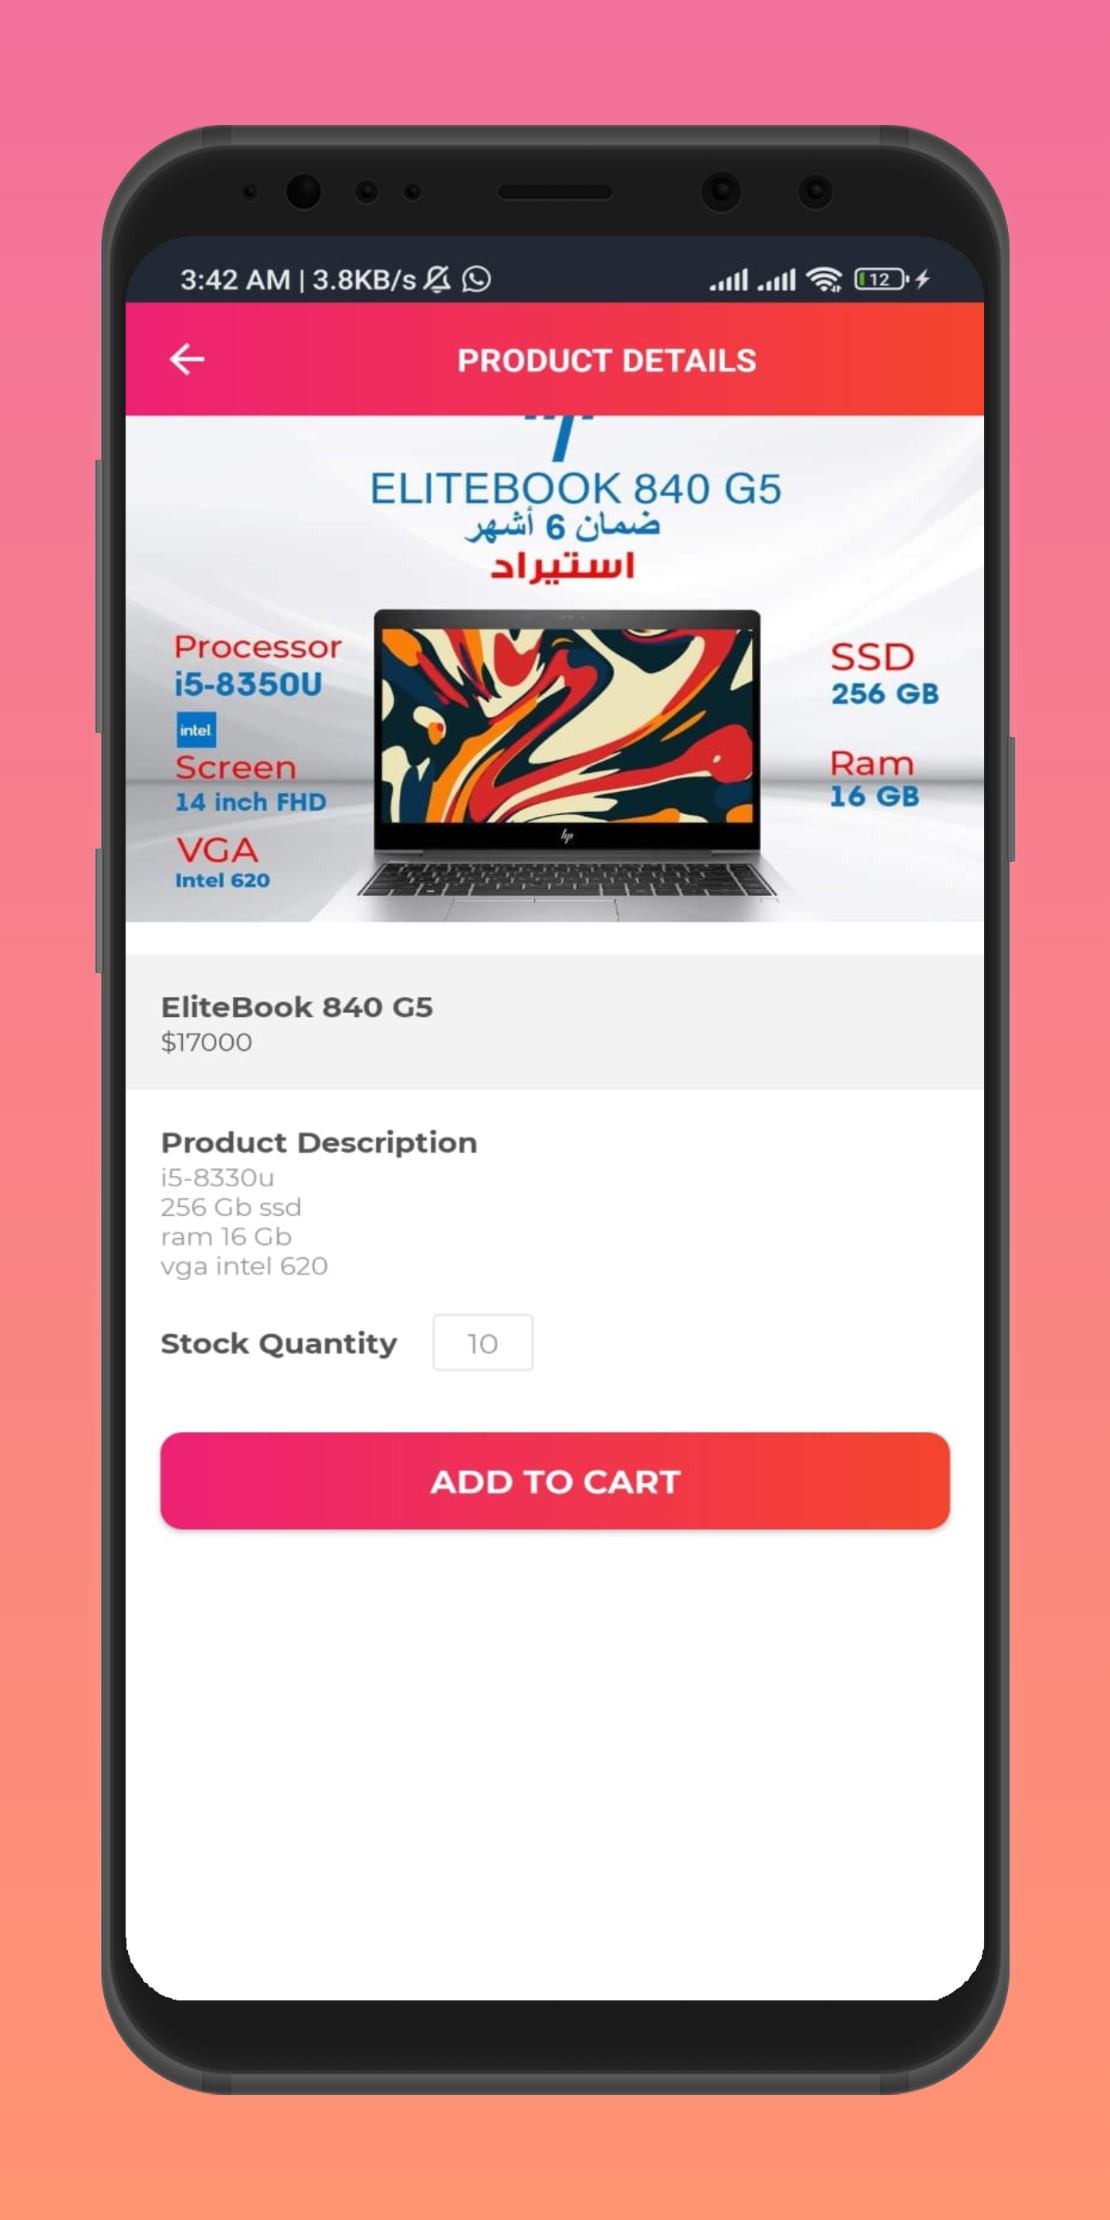 3:42 AM | 3.8KB/s
12
PRODUCT DETAILS
ELITEBOOK 840 G5
ضمان 6 أشهر
استيراد
Processor
i5-8350U
intel
Screen
14 inch FHD
VGA
Intel 620
SSD
256 GB
Ram
16 GB
hp
EliteBook 840 G5
$17000
Product Description
i5-8330u
256 Gb ssd
ram 16 Gb
vga intel 620
Stock Quantity 10
ADD TO CART